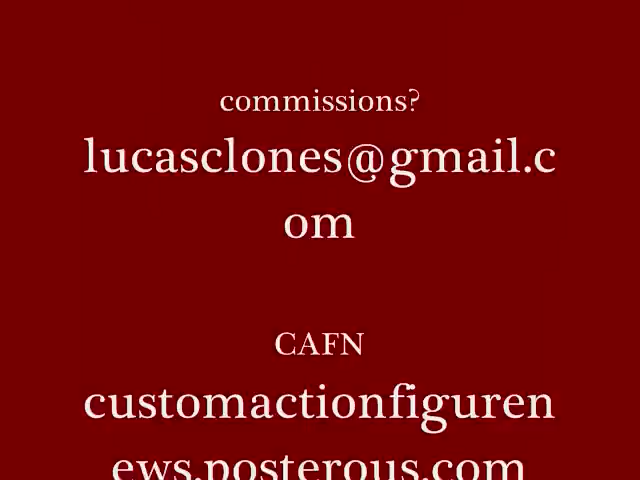 commissions?
lucasclones@gmail.c
om
CAFN
customactionfiguren
ews.posterous.com